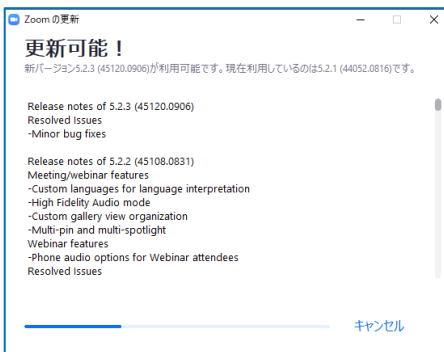 Zoom の更新
更新可能！
新バージョン5.2.3 (45120.0906)が利用可能です。現在利用しているのは5.2.1 (44052.0816)です。
Release notes of 5.2.3 (45120.0906)
Resolved Issues
-Minor bug fixes
Release notes of 5.2.2 (45108.0831)
Meeting/webinar features
-Custom languages for language interpretation
-High Fidelity Audio mode
-Custom gallery view organization
-Multi-pin and multi-spotlight
Webinar features
-Phone audio options for Webinar attendees
Resolved Issues
キャンセル